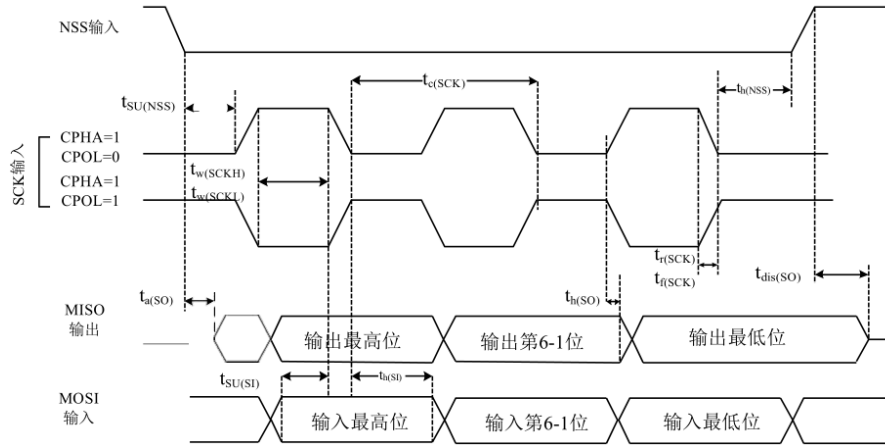 NSS输入
tc(SCK)
th(NSS)
tSU(NSS)
SCK输入
CPHA=1
CPOL=0
CPHA=1
CPOL=1
tw(SCKH)
tw(SCKL)
tr(SCK)
tf(SCK)
ta(SO)
th(SO)
tdis(SO)
MISO
输出
输出最高位
输出第6-1位
输出最低位
tSU(SI)
th(SI)
MOSI
输入
输入最高位
输入第6-1位
输入最低位